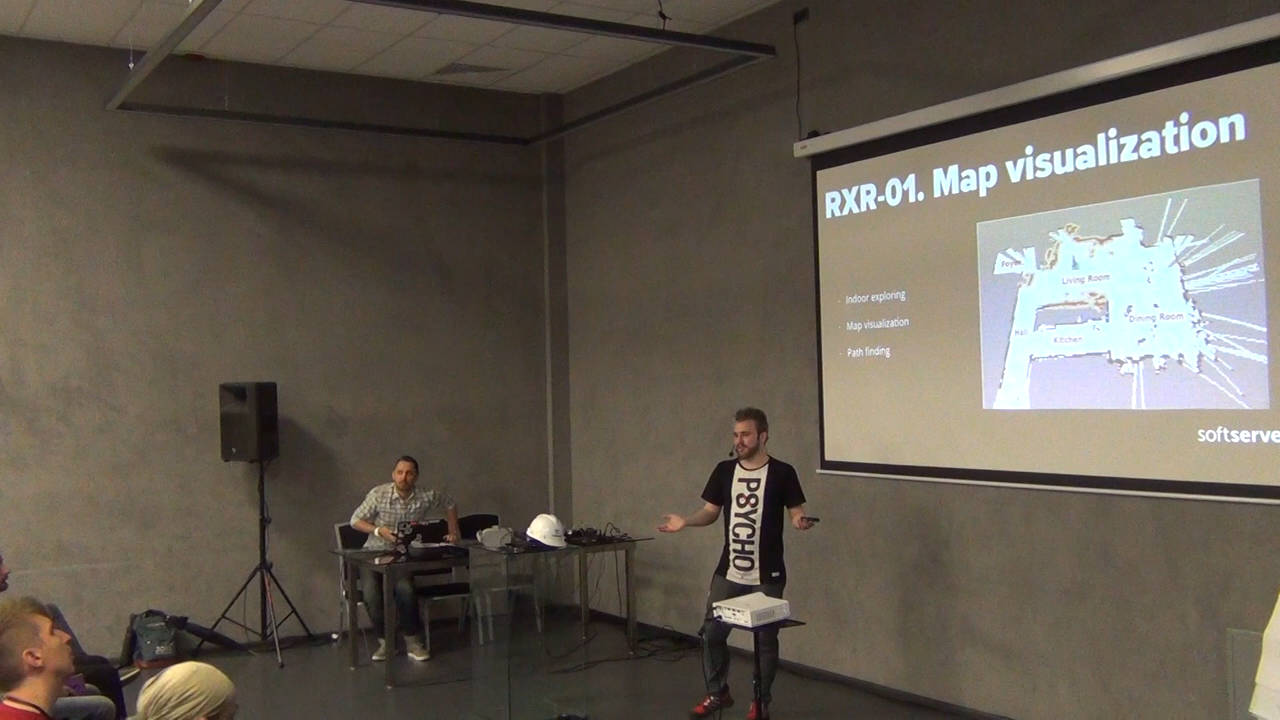 RXR-01. Map visualization
- Indoor exploring
- Map visualization
- Path finding
Foyer
Living Room
Dining Room
Hall
Kitchen
softserve
PSYCHO